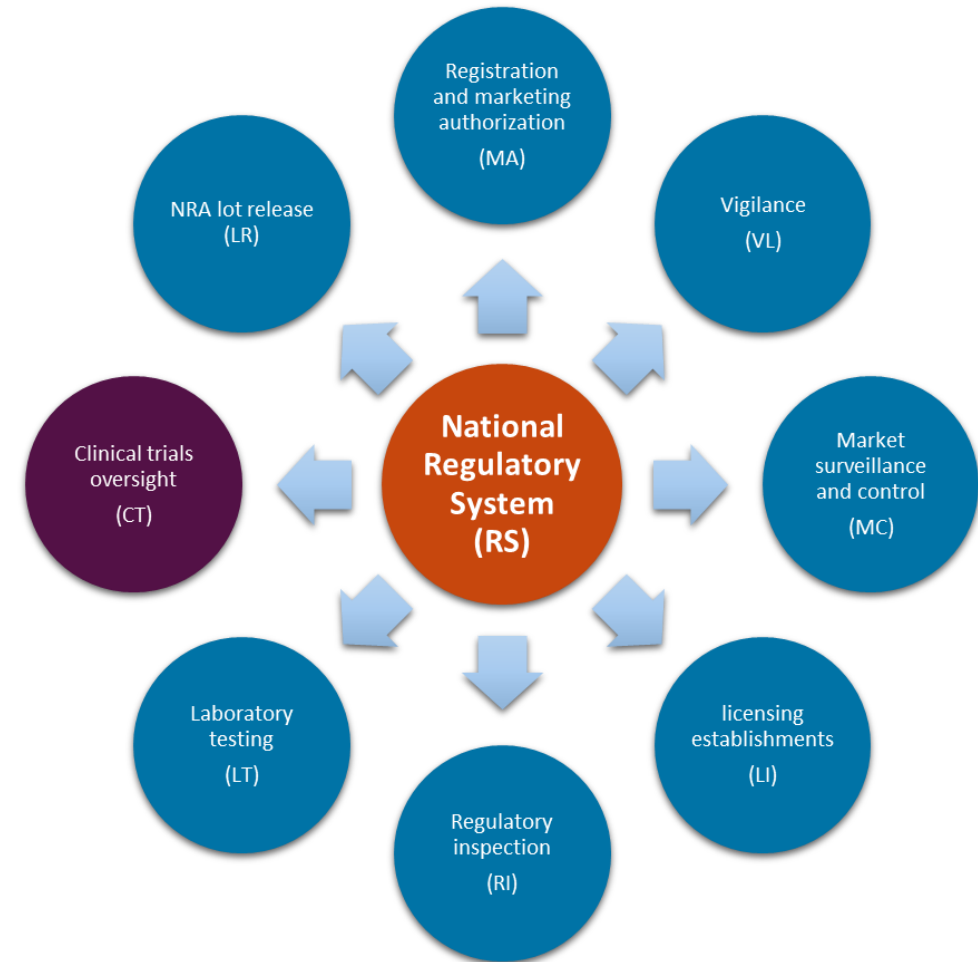 Registration
and marketing
authorization
(MA)
Vigilance
(VL)
Market
surveillance
and control
(MC)
licensing
establishments
(LI)
Regulatory
inspection
(RI)
Laboratory
testing
(LT)
Clinical trials
oversight
(CT)
NRA lot release
(LR)
National
Regulatory
System
(RS)